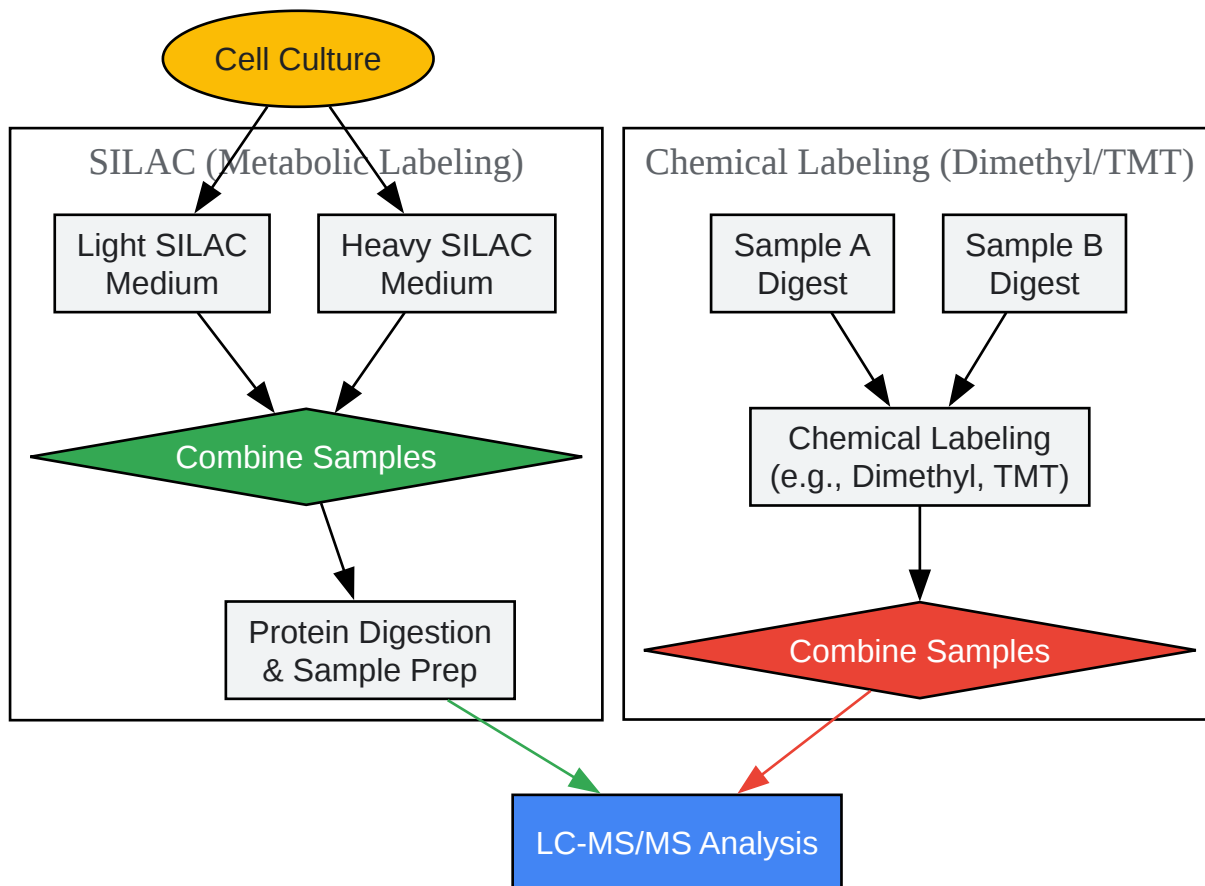 Cell Culture
SILAC (Metabolic Labeling)
Light SILAC
Medium
Heavy SILAC
Medium
Combine Samples
Protein Digestion
& Sample Prep
Chemical Labeling (Dimethyl/TMT)
Sample A
Digest
Sample B
Digest
Chemical Labeling
(e.g., Dimethyl, TMT)
Combine Samples
LC-MS/MS Analysis